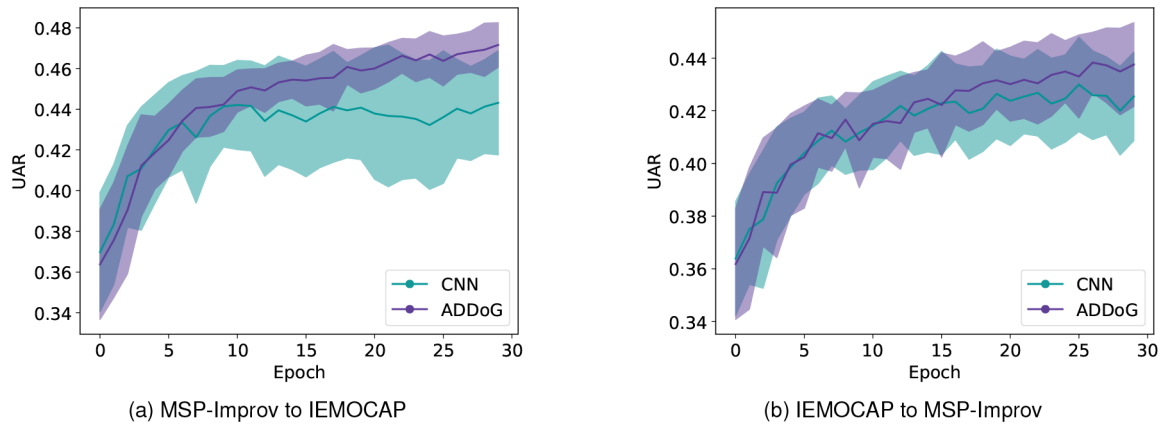 0.48
0.46
0.44
0.42
0.40
0.38
0.36
0.34
UAR
CNN
ADDoG
0 5 10 15 20 25 30
Epoch
(a) MSP-Improv to IEMOCAP
0.44
0.42
0.40
0.38
0.36
0.34
UAR
CNN
ADDoG
0 5 10 15 20 25 30
Epoch
(b) IEMOCAP to MSP-Improv